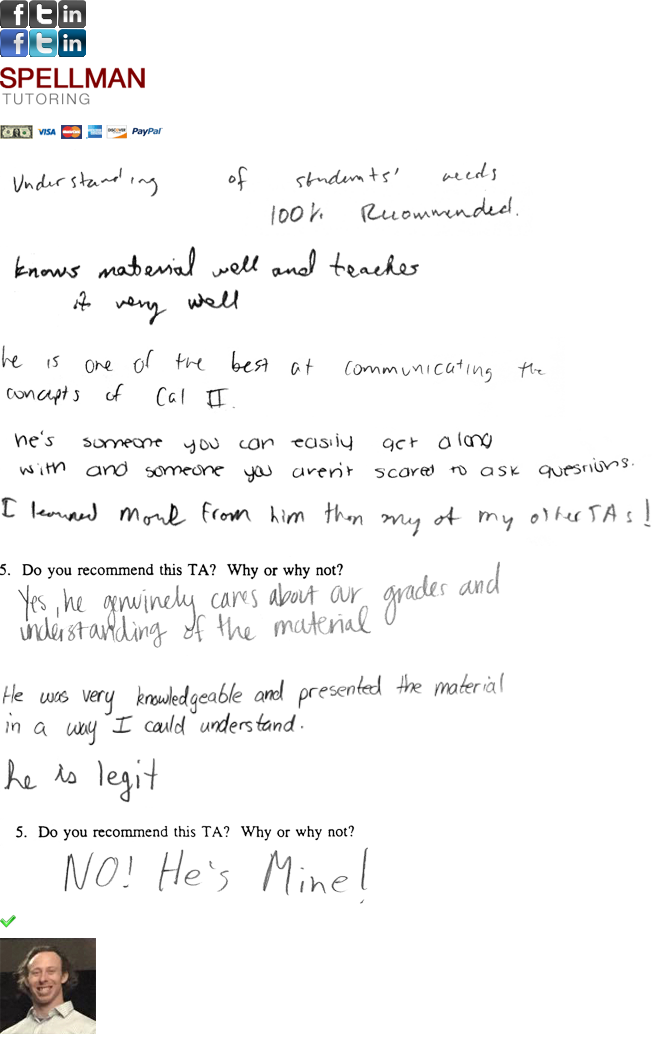 f t in
f t in
SPELLMAN
TUTORING
VISA MasterCard DISCOVER PayPal
Understanding of students' needs
100% Recommended.
knows material well and teaches
it very well
he is one of the best at communicating the
concepts of Cal II.
he's someone you can easily get along
with and someone you aren't scared to ask questions.
I learned more from him then any of my other TAs!
5. Do you recommend this TA? Why or why not?
Yes, he genuinely cares about our grades and
understanding of the material
He was very knowledgeable and presented the material
in a way I could understand.
he is legit
5. Do you recommend this TA? Why or why not?
NO! He's Mine!